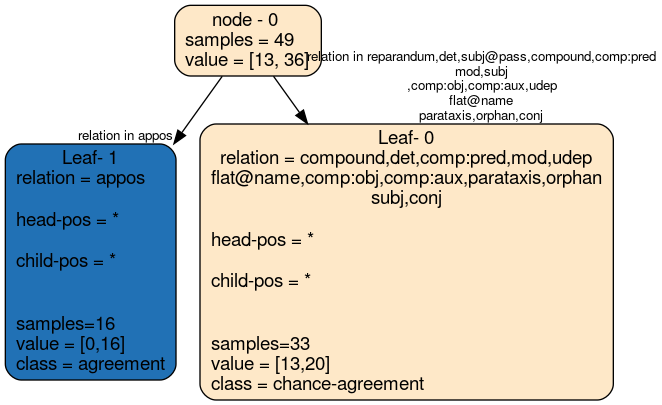 node - 0
samples = 49
value = [13, 36]
relation in reparandum,det,subj@pass,compound,comp:pred
mod,subj
,comp:obj,comp:aux,udep
flat@name
parataxis,orphan,conj
relation in appos
Leaf- 1
relation = appos
head-pos = *
child-pos = *
samples=16
value = [0,16]
class = agreement
Leaf- 0
relation = compound,det,comp:pred,mod,udep
flat@name,comp:obj,comp:aux,parataxis,orphan
subj,conj
head-pos = *
child-pos = *
samples=33
value = [13,20]
class = chance-agreement